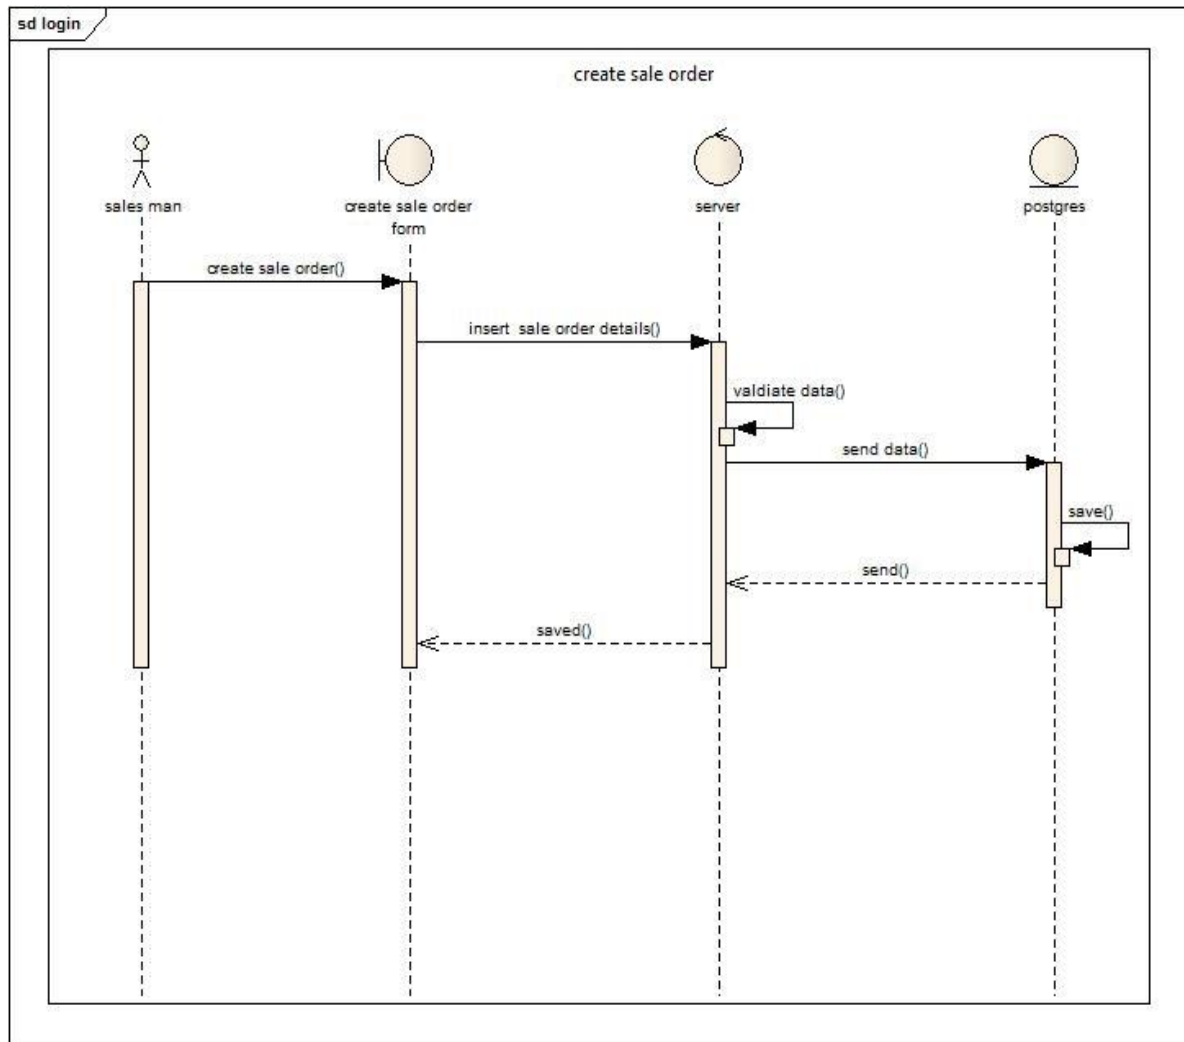 sd login
create sale order
sales man
create sale order
form
server
postgres
create sale order()
insert sale order details()
valdiate data()
send data()
save()
send()
saved()